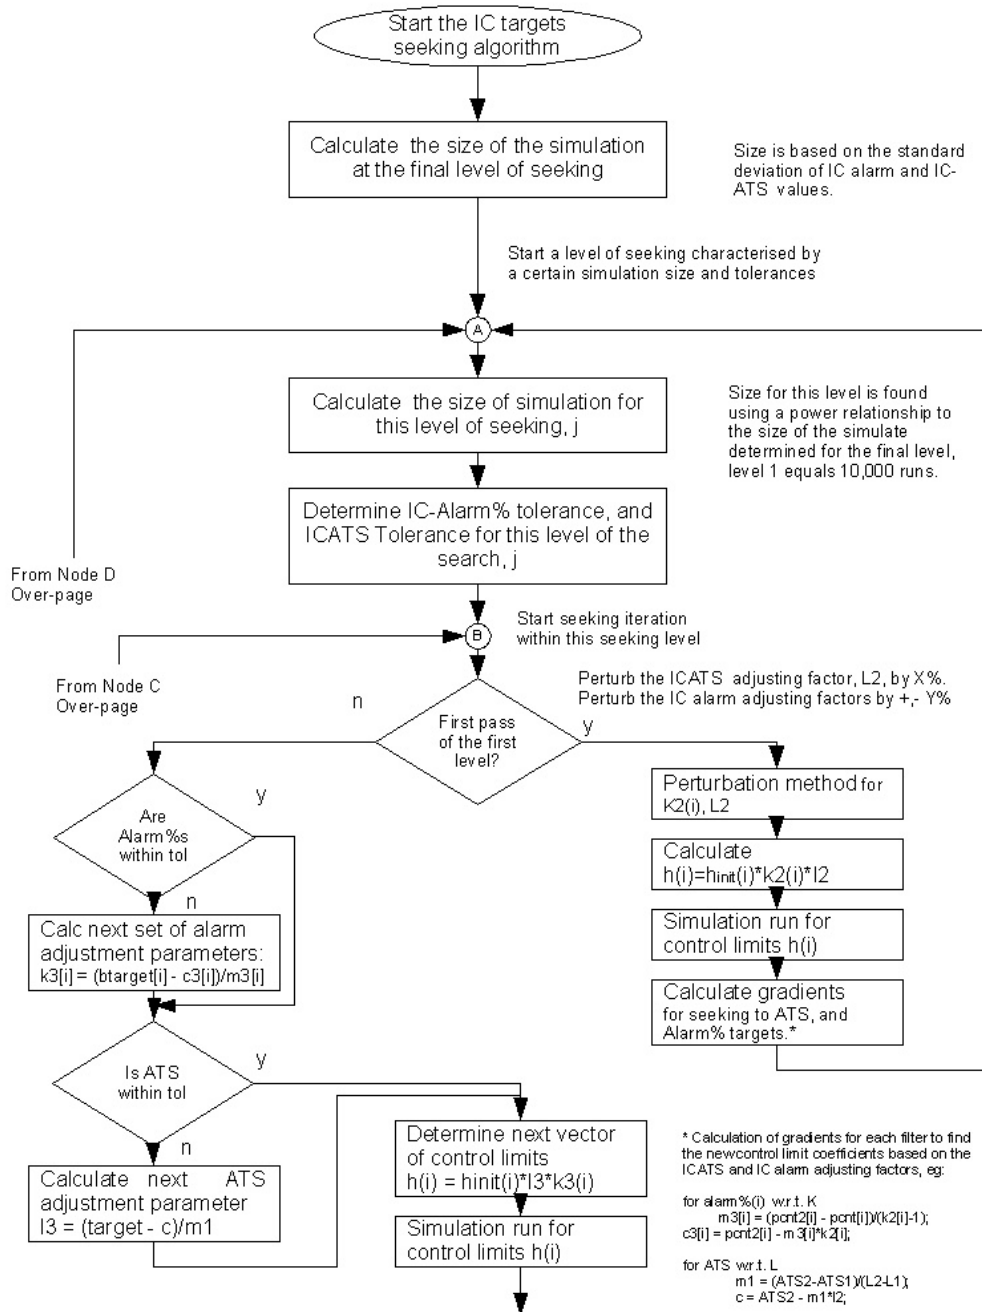 Start the IC targets
seeking algorithm
Calculate the size of the simulation
at the final level of seeking
Size is based on the standard
deviation of IC alarm and IC-
ATS values.
Start a level of seeking characterised by
a certain simulation size and tolerances
A
Calculate the size of simulation for
this level of seeking, j
Size for this level is found
using a power relationship to
the size of the simulate
determined for the final level,
level 1 equals 10,000 runs.
Determine IC-Alarm% tolerance, and
ICATS Tolerance for this level of the
search, j
From Node D
Over-page
B
Start seeking iteration
within this seeking level
From Node C
Over-page
Perturb the ICATS adjusting factor, L2, by X%.
Perturb the IC alarm adjusting factors by +,- Y%
n
First pass
of the first
level?
y
Perturbation method for
K2(i), L2
y
Are
Alarm%s
within tol
Calculate
h(i)=hinit(i)*k2(i)*l2
n
Calc next set of alarm
adjustment parameters:
k3[i] = (btarget[i] - c3[i])/m3[i]
Simulation run for
control limits h(i)
Calculate gradients
for seeking to ATS, and
Alarm% targets.*
Is ATS
within tol
y
n
Determine next vector
of control limits
h(i) = hinit(i)*l3*k3(i)
Calculate next ATS
adjustment parameter
l3 = (target - c)/m1
Simulation run for
control limits h(i)
* Calculation of gradients for each filter to find
the newcontrol limit coefficients based on the
ICATS and IC alarm adjusting factors, eg:
for alarm%(i) w.r.t. K
m3[i] = (pcnt2[i] - pcnt[i])/(k2[i]-1);
c3[i] = pcnt2[i] - m3[i]*k2[i];
for ATS w.r.t. L
m1 = (ATS2-ATS1)/(L2-L1);
c = ATS2 - m1*l2;